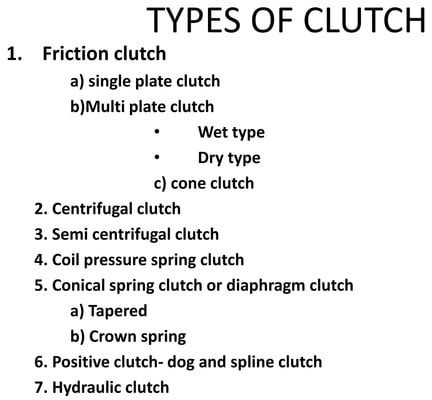 TYPES OF CLUTCH
1. Friction clutch
a) single plate clutch
b)Multi plate clutch
• Wet type
• Dry type
c) cone clutch
2. Centrifugal clutch
3. Semi centrifugal clutch
4. Coil pressure spring clutch
5. Conical spring clutch or diaphragm clutch
a) Tapered
b) Crown spring
6. Positive clutch- dog and spline clutch
7. Hydraulic clutch